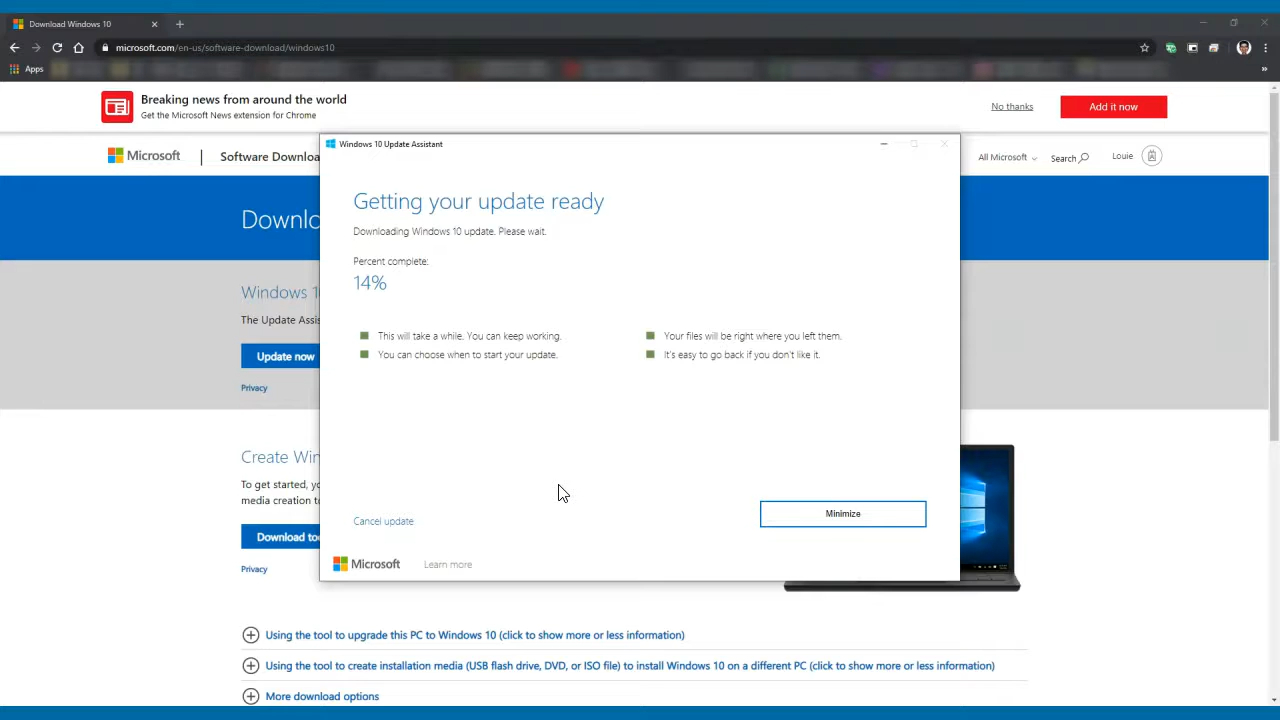 Download Windows 10
microsoft.com/en-us/software-download/windows10
Apps
Breaking news from around the world
Get the Microsoft News extension for Chrome
No thanks
Add it now
Microsoft
Software Downloa
All Microsoft
Search
Louie
Windows 10 Update Assistant
Getting your update ready
Downloading Windows 10 update. Please wait.
Percent complete:
14%
This will take a while. You can keep working.
You can choose when to start your update.
Your files will be right where you left them.
It's easy to go back if you don't like it.
Cancel update
Minimize
Microsoft
Learn more
Downlo
Windows 1
The Update Assis
Update now
Privacy
Create Win
To get started, yo
media creation to
Download too
Privacy
Using the tool to upgrade this PC to Windows 10 (click to show more or less information)
Using the tool to create installation media (USB flash drive, DVD, or ISO file) to install Windows 10 on a different PC (click to show more or less information)
More download options